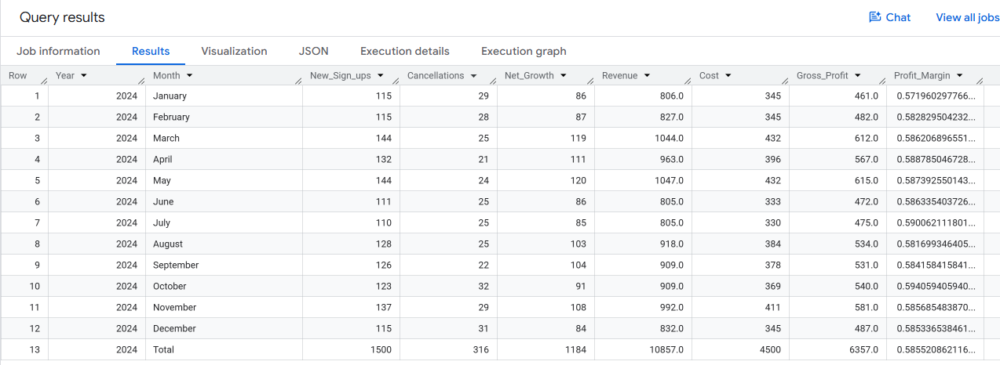 Query results Chat View all jobs
Job information Results Visualization JSON Execution details Execution graph
Row Year Month New_Sign_ups Cancellations Net_Growth Revenue Cost Gross_Profit Profit_Margin
1 2024 January 115 29 86 806.0 345 461.0 0.571960297766...
2 2024 February 115 28 87 827.0 345 482.0 0.582829504232...
3 2024 March 144 25 119 1044.0 432 612.0 0.586206896551...
4 2024 April 132 21 111 963.0 396 567.0 0.588785046728...
5 2024 May 144 24 120 1047.0 432 615.0 0.587392550143...
6 2024 June 111 25 86 805.0 333 472.0 0.586335403726...
7 2024 July 110 25 85 805.0 330 475.0 0.590062111801...
8 2024 August 128 25 103 918.0 384 534.0 0.581699346405...
9 2024 September 126 22 104 909.0 378 531.0 0.584158415841...
10 2024 October 123 32 91 909.0 369 540.0 0.594059405940...
11 2024 November 137 29 108 992.0 411 581.0 0.585685483870...
12 2024 December 115 31 84 832.0 345 487.0 0.585336538461...
13 2024 Total 1500 316 1184 10857.0 4500 6357.0 0.585520862116...